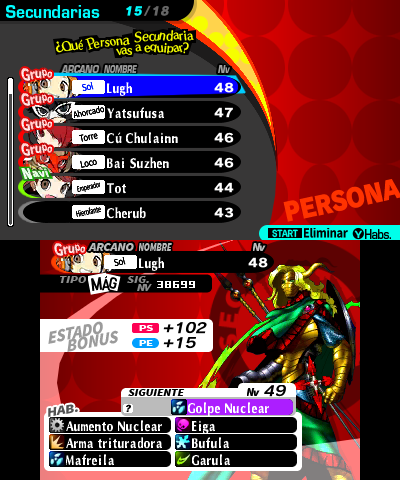 Secundarias 15/18
¿Qué Persona Secundaria
vas a equipar?
ARCANO NOMBRE Nv
Grupo Sol Lugh 48
Grupo Ahorcado Yatsufusa 47
Grupo Torre Cú Chulainn 46
Grupo Loco Bai Suzhen 46
Navi Emperador Tot 44
Hierofante Cherub 43
PERSONA
START Eliminar Y Habs.
Grupo ARCANO NOMBRE Nv
Sol Lugh 48
TIPO MÁG SIG. NV 38699
ESTADO BONUS
PS +102
PE +15
SIGUIENTE Nv 49
? Golpe Nuclear
HAB.
Aumento Nuclear Eiga
Arma trituradora Bufula
Mafreila Garula